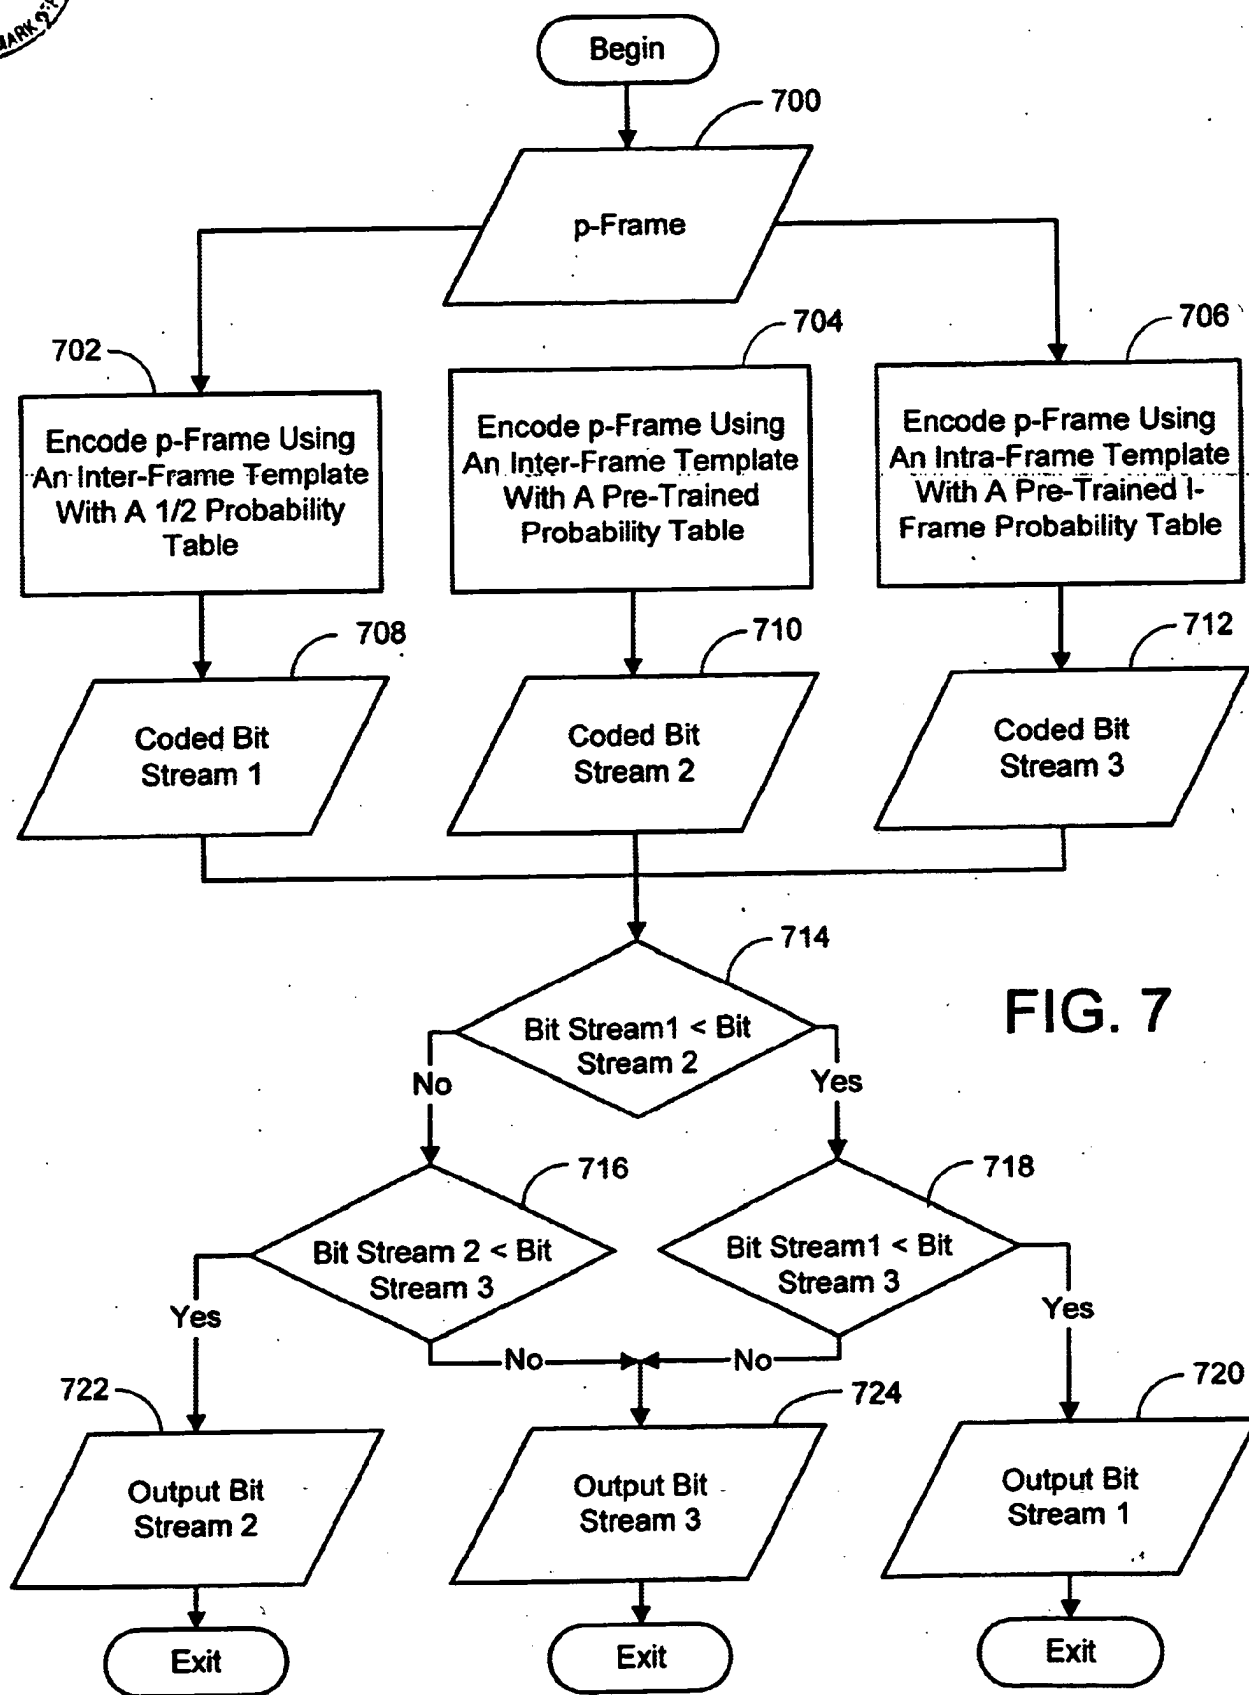 Begin
700
p-Frame
702
704
706
Encode p-Frame Using
An Inter-Frame Template
With A 1/2 Probability
Table
Encode p-Frame Using
An Inter-Frame Template
With A Pre-Trained
Probability Table
Encode p-Frame Using
An Intra-Frame Template
With A Pre-Trained I-
Frame Probability Table
708
710
712
Coded Bit
Stream 1
Coded Bit
Stream 2
Coded Bit
Stream 3
714
FIG. 7
Bit Stream1 < Bit
Stream 2
No
Yes
716
718
Bit Stream 2 < Bit
Stream 3
Bit Stream1 < Bit
Stream 3
Yes
No
No
Yes
722
724
720
Output Bit
Stream 2
Output Bit
Stream 3
Output Bit
Stream 1
Exit
Exit
Exit